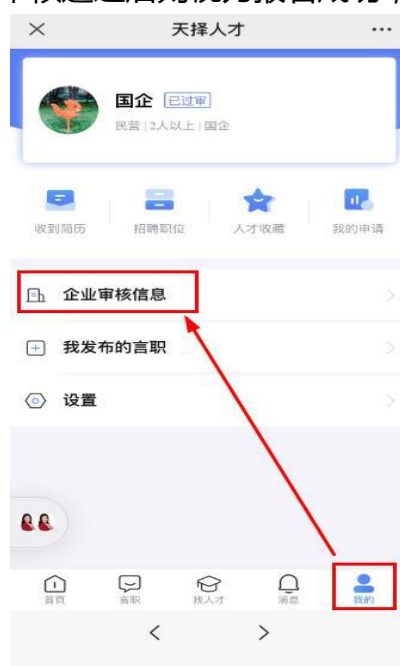 天择人才
国企 已过审
民营 | 2人以上 | 国企
收到简历 招聘职位 人才收藏 我的申请
企业审核信息
我发布的言职
设置
首页 言职 找人才 消息 我的